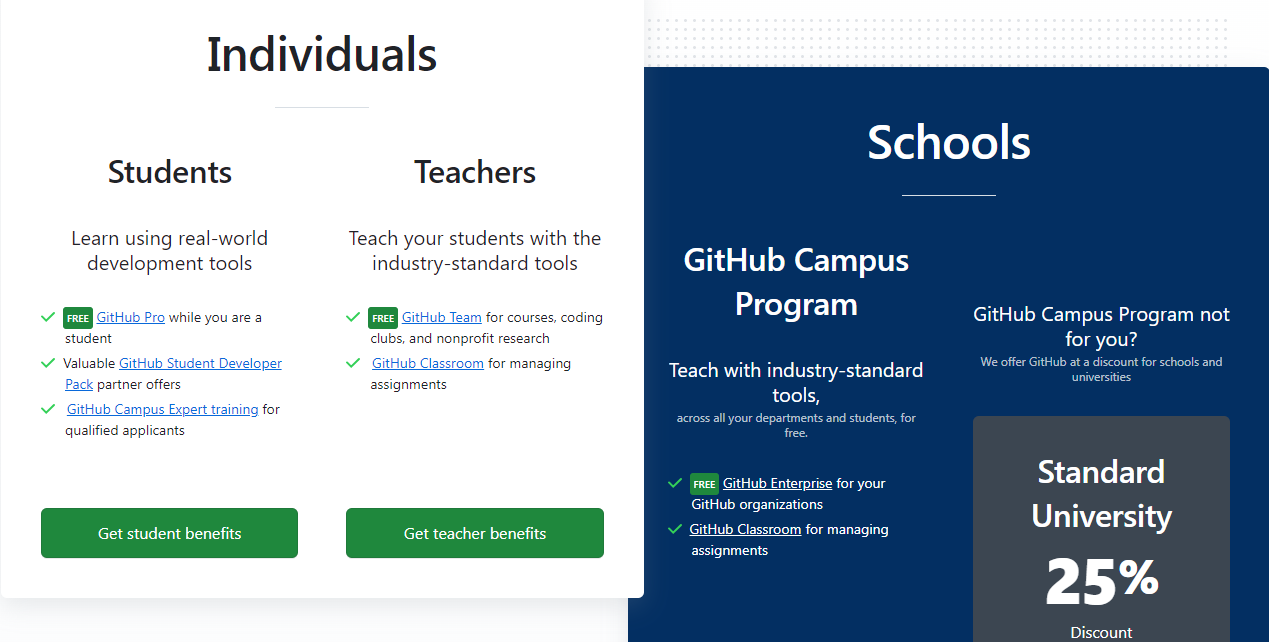 Individuals
Students
Learn using real-world
development tools
FREE GitHub Pro while you are a
student
Valuable GitHub Student Developer
Pack partner offers
GitHub Campus Expert training for
qualified applicants
Get student benefits
Teachers
Teach your students with the
industry-standard tools
FREE GitHub Team for courses, coding
clubs, and nonprofit research
GitHub Classroom for managing
assignments
Get teacher benefits
Schools
GitHub Campus
Program
Teach with industry-standard
tools,
across all your departments and students, for
free.
FREE GitHub Enterprise for your
GitHub organizations
GitHub Classroom for managing
assignments
GitHub Campus Program not
for you?
We offer GitHub at a discount for schools and
universities
Standard
University
25%
Discount